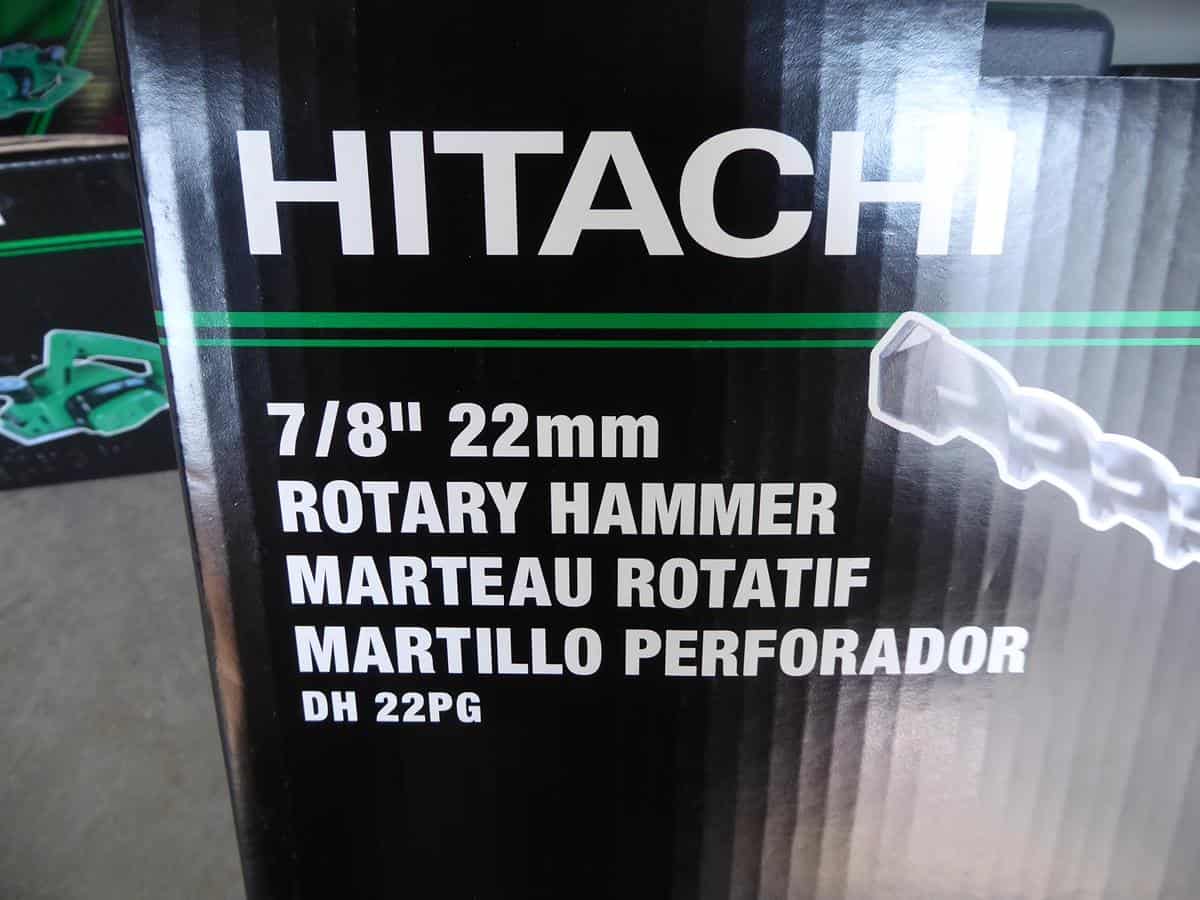 HITACHI
7/8" 22mm
ROTARY HAMMER
MARTEAU ROTATIF
MARTILLO PERFORADOR
DH 22PG